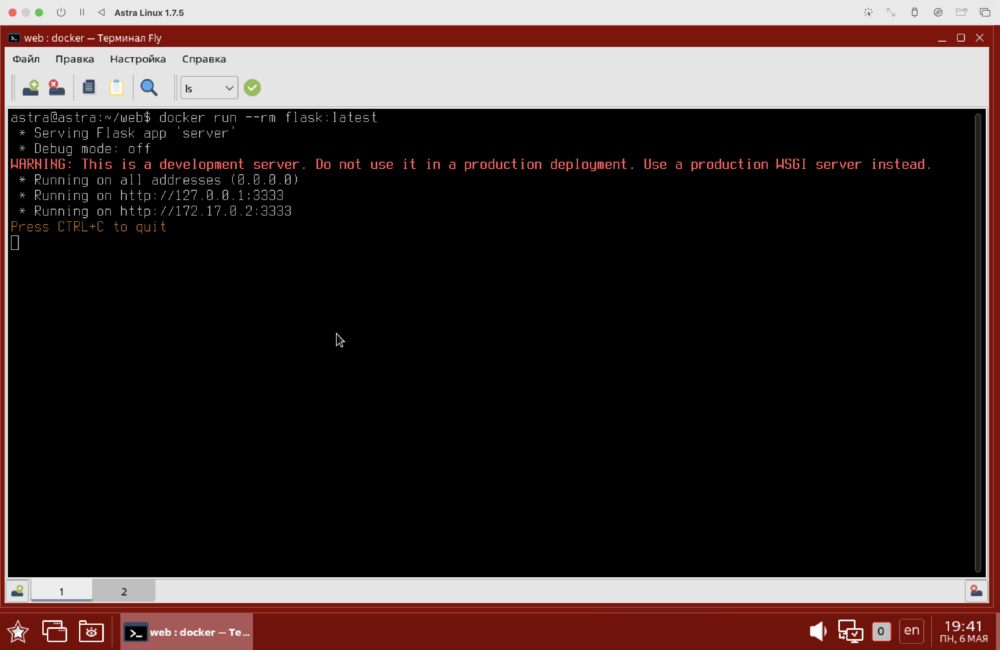 Astra Linux 1.7.5
web : docker — Терминал Fly
Файл Правка Настройка Справка
ls
astra@astra:~/web$ docker run --rm flask:latest
* Serving Flask app 'server'
* Debug mode: off
WARNING: This is a development server. Do not use it in a production deployment. Use a production WSGI server instead.
* Running on all addresses (0.0.0.0)
* Running on http://127.0.0.1:3333
* Running on http://172.17.0.2:3333
Press CTRL+C to quit
1 2
web : docker — Te...
0 en 19:41
ПН, 6 МАЯ